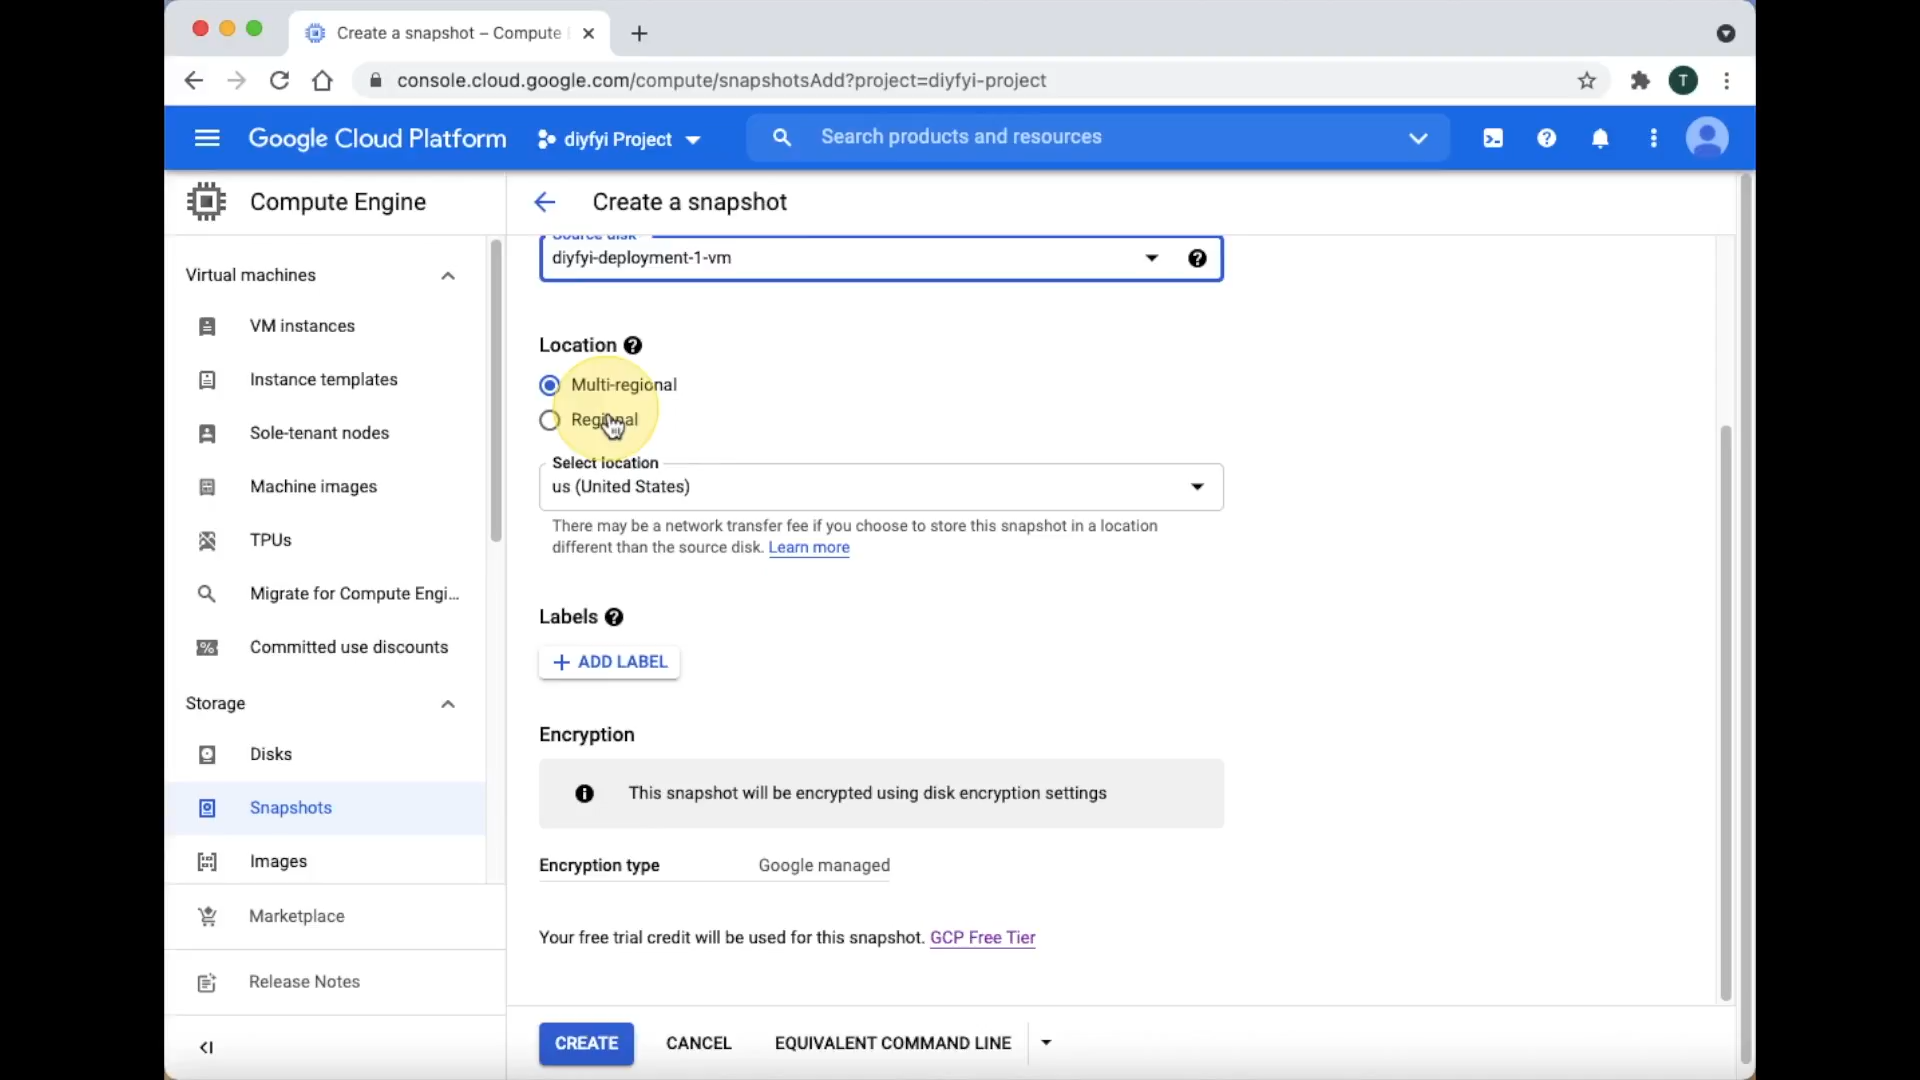 Create a snapshot – Compute
console.cloud.google.com/compute/snapshotsAdd?project=diyfyi-project
T
Google Cloud Platform
diyfyi Project
Search products and resources
Compute Engine
Create a snapshot
Virtual machines
VM instances
Instance templates
Sole-tenant nodes
Machine images
TPUs
Migrate for Compute Engi...
Committed use discounts
Storage
Disks
Snapshots
Images
Marketplace
Release Notes
Source disk
diyfyi-deployment-1-vm
Location
Multi-regional
Regional
Select location
us (United States)
There may be a network transfer fee if you choose to store this snapshot in a location
different than the source disk. Learn more
Labels
ADD LABEL
Encryption
This snapshot will be encrypted using disk encryption settings
Encryption type Google managed
Your free trial credit will be used for this snapshot. GCP Free Tier
CREATE CANCEL EQUIVALENT COMMAND LINE